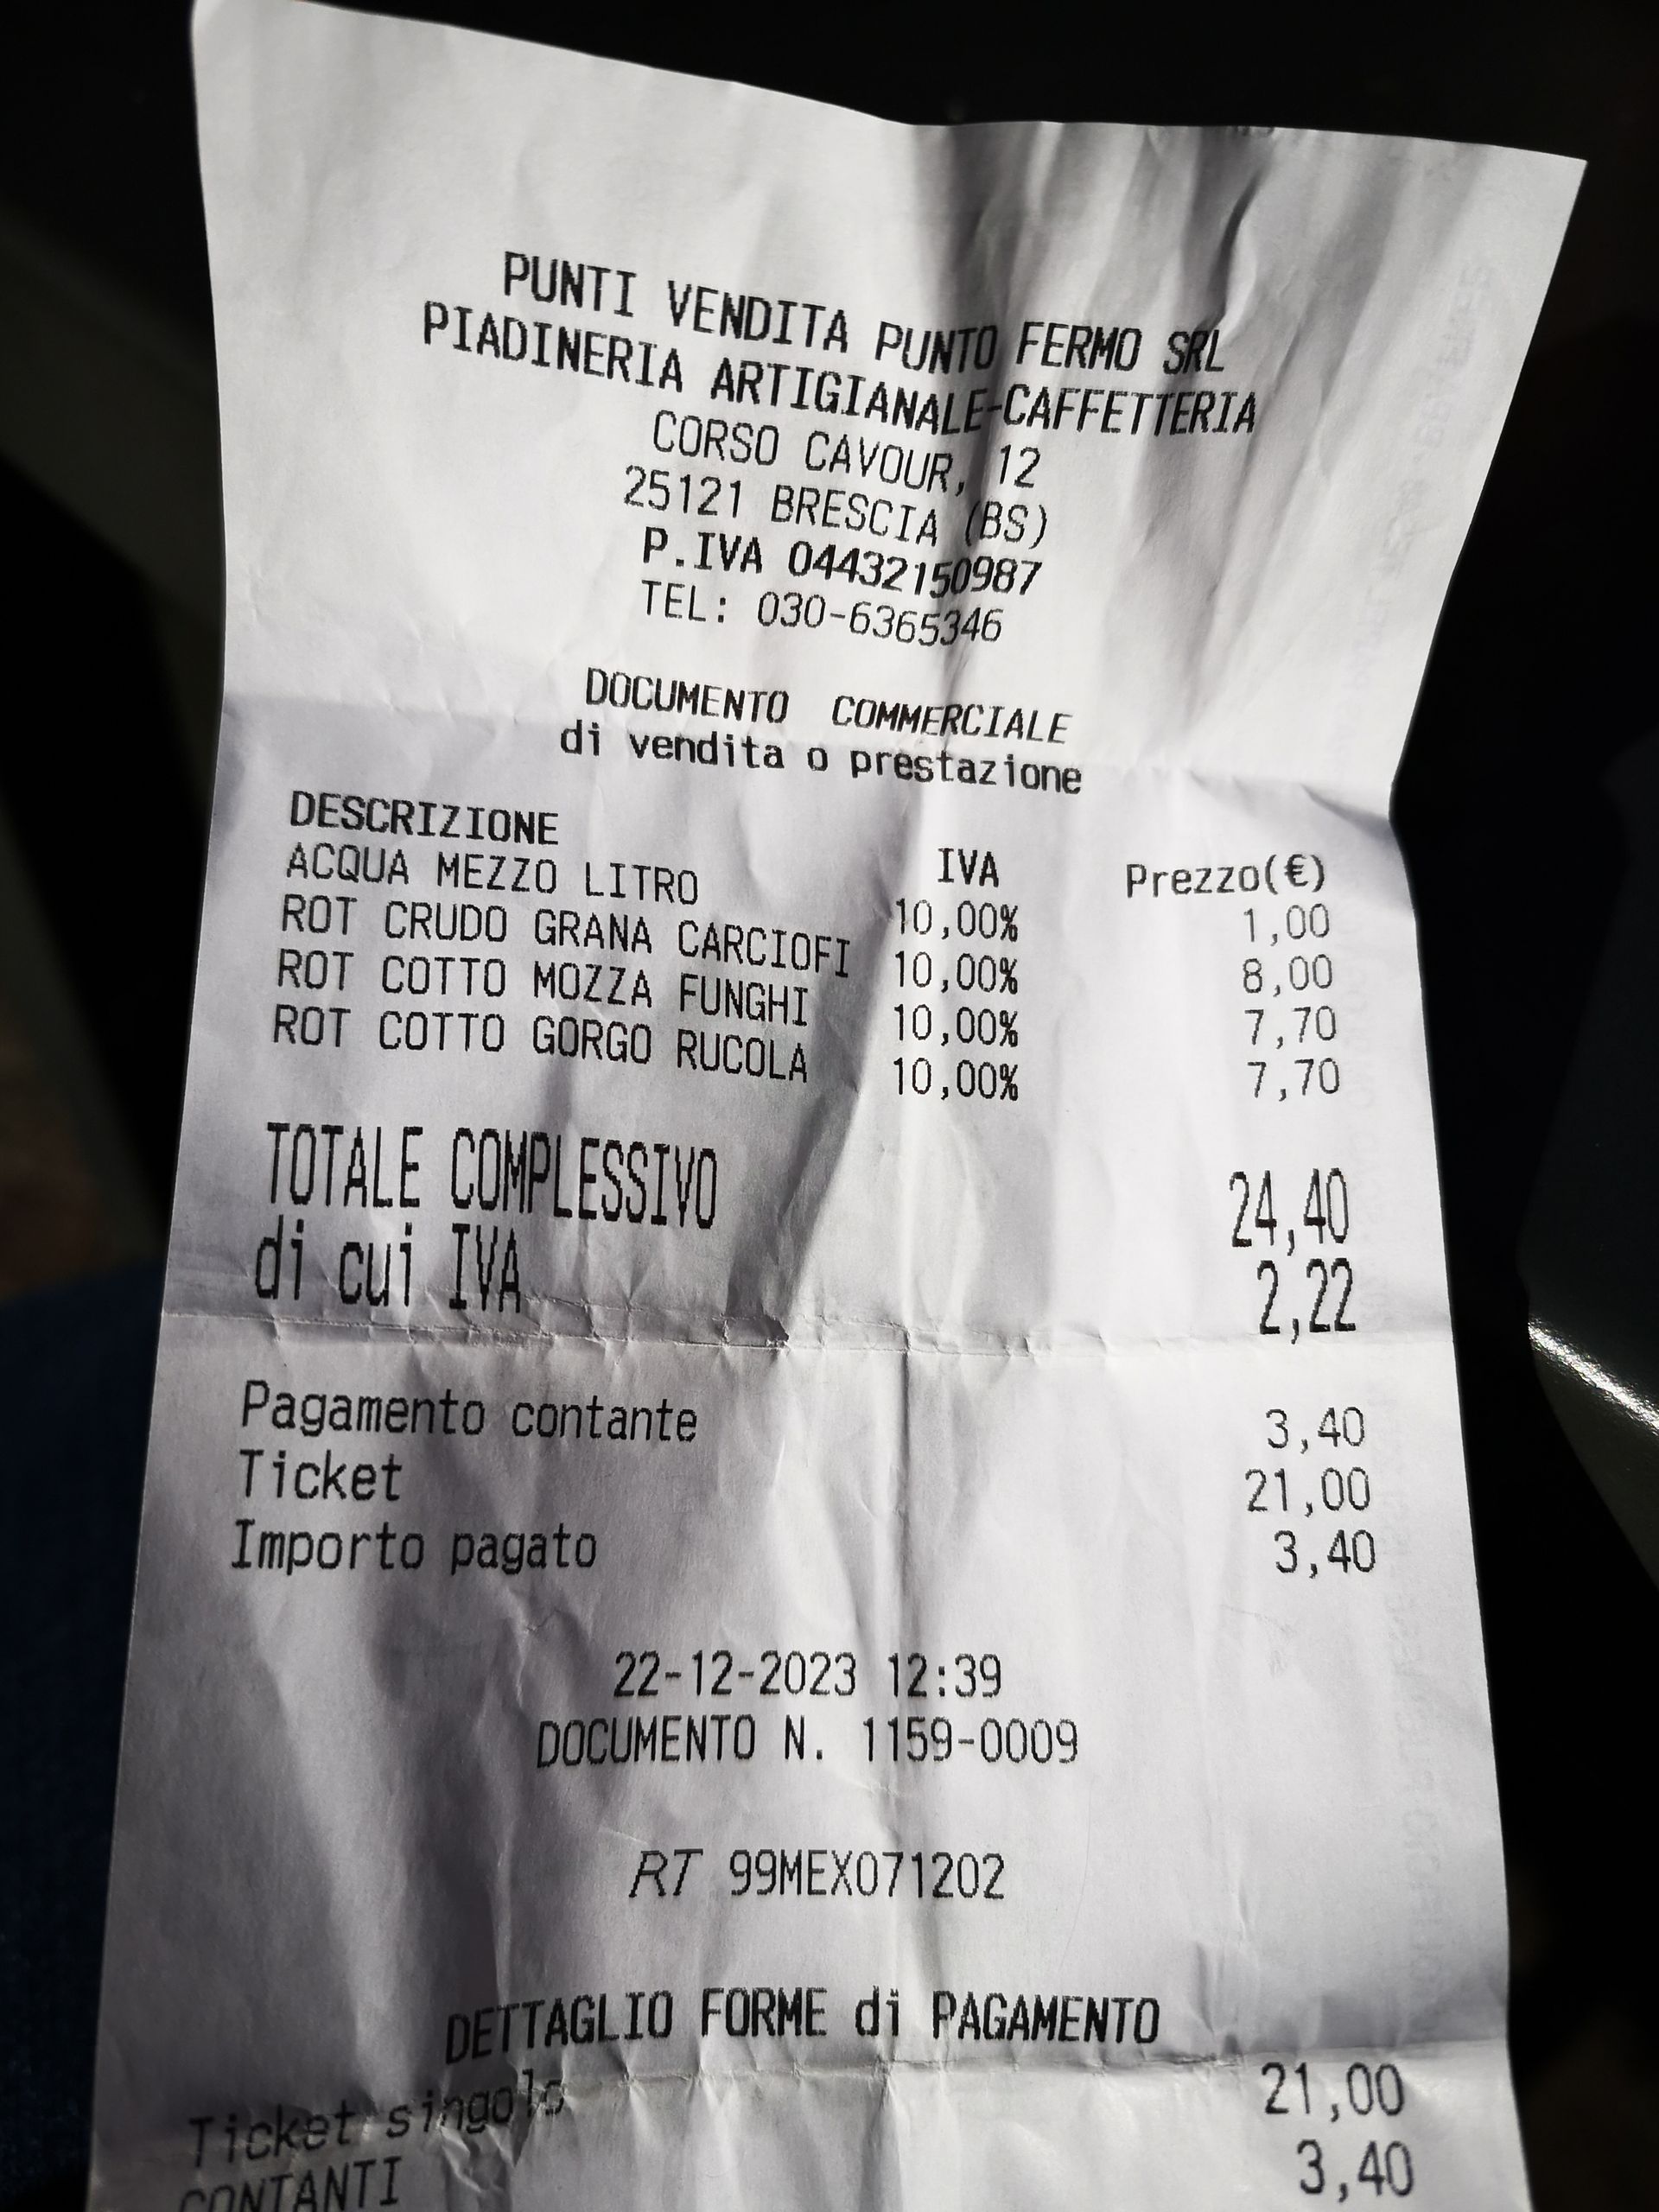 PUNTI VENDITA PUNTO FERMO SRL
PIADINERIA ARTIGIANALE-CAFFETTERIA
CORSO CAVOUR, 12
25121 BRESCIA (BS)
P.IVA 04432150987
TEL: 030-6365346
DOCUMENTO COMMERCIALE
di vendita o prestazione
DESCRIZIONE IVA Prezzo(€)
ACQUA MEZZO LITRO 10,00% 1,00
ROT CRUDO GRANA CARCIOFI 10,00% 8,00
ROT COTTO MOZZA FUNGHI 10,00% 7,70
ROT COTTO GORGO RUCOLA 10,00% 7,70
TOTALE COMPLESSIVO 24,40
di cui IVA 2,22
Pagamento contante 3,40
Ticket 21,00
Importo pagato 3,40
22-12-2023 12:39
DOCUMENTO N. 1159-0009
RT 99MEX071202
DETTAGLIO FORME di PAGAMENTO
Ticket singolo 21,00
CONTANTI 3,40